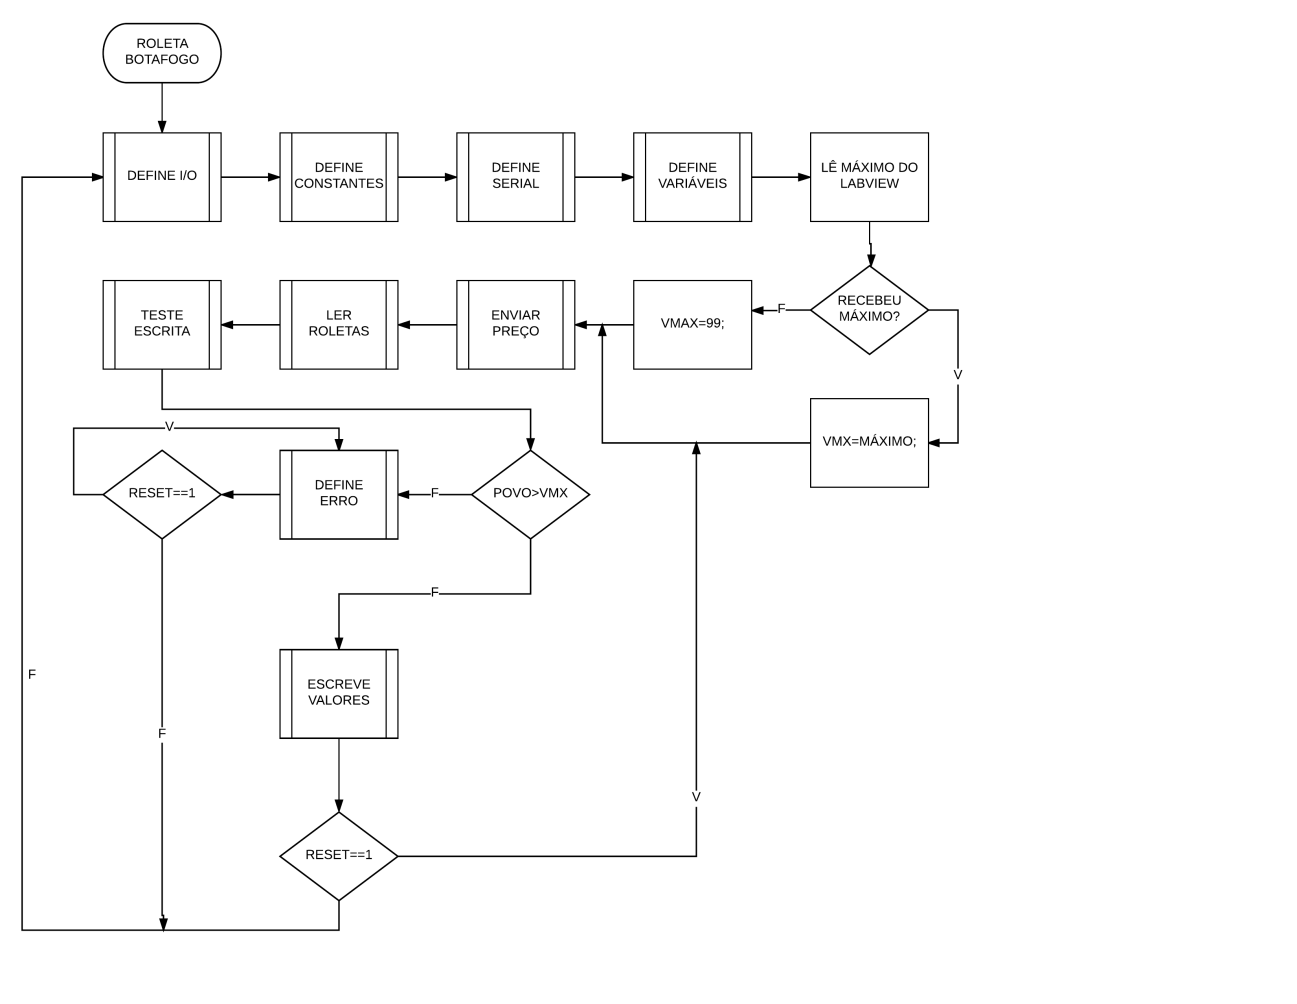 ROLETA
BOTAFOGO
DEFINE I/O
DEFINE
CONSTANTES
DEFINE
SERIAL
DEFINE
VARIÁVEIS
LÊ MÁXIMO DO
LABVIEW
TESTE
ESCRITA
LER
ROLETAS
ENVIAR
PREÇO
VMAX=99;
F
RECEBEU
MÁXIMO?
V
VMX=MÁXIMO;
V
RESET==1
DEFINE
ERRO
F
POVO>VMX
F
ESCREVE
VALORES
F
F
V
RESET==1